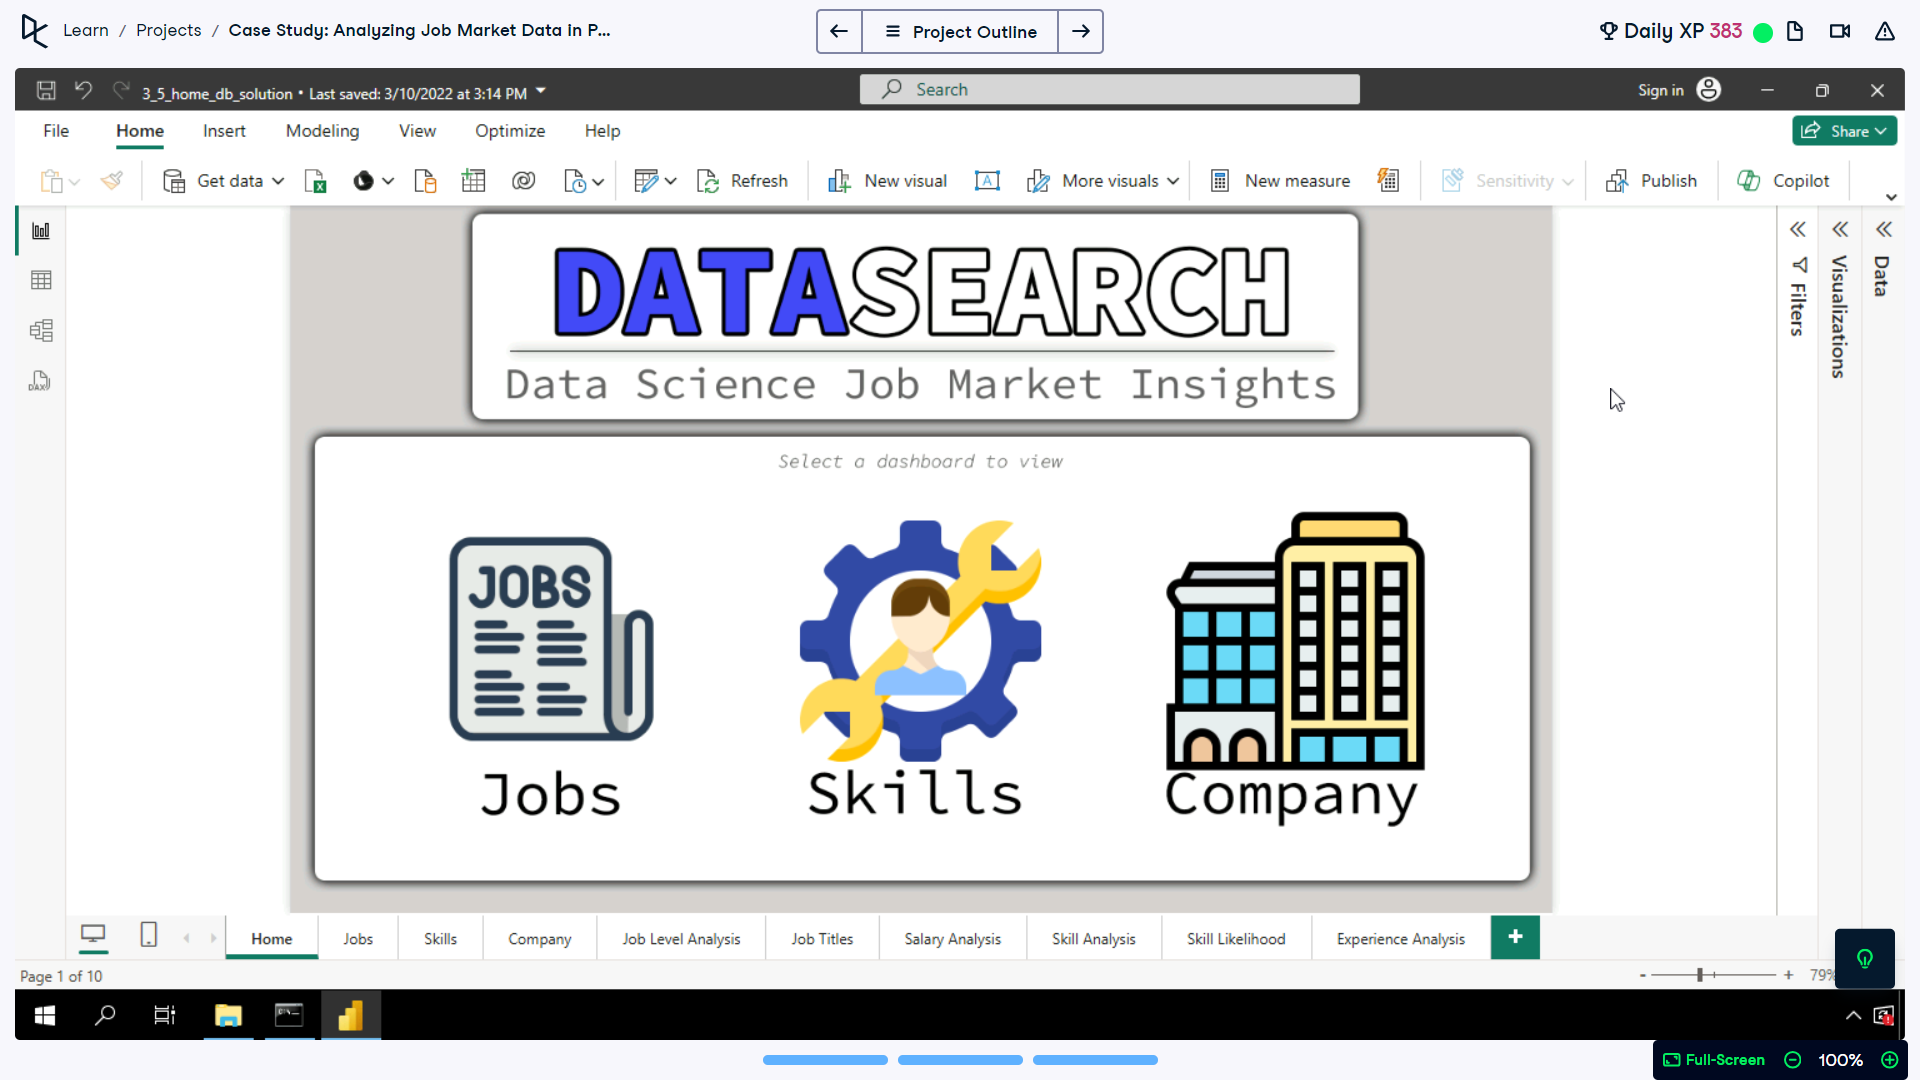 Learn / Projects / Case Study: Analyzing Job Market Data in P...
Project Outline
Daily XP 383
3_5_home_db_solution • Last saved: 3/10/2022 at 3:14 PM
Search
Sign in
File Home Insert Modeling View Optimize Help
Share
Get data
Refresh
New visual
A
More visuals
New measure
Sensitivity
Publish
Copilot
DATASEARCH
Data Science Job Market Insights
Select a dashboard to view
JOBS
Jobs
Skills
Company
Filters
Visualizations
Data
DAX
Home Jobs Skills Company Job Level Analysis Job Titles Salary Analysis Skill Analysis Skill Likelihood Experience Analysis +
Page 1 of 10
- + 79%
Full-Screen 100%